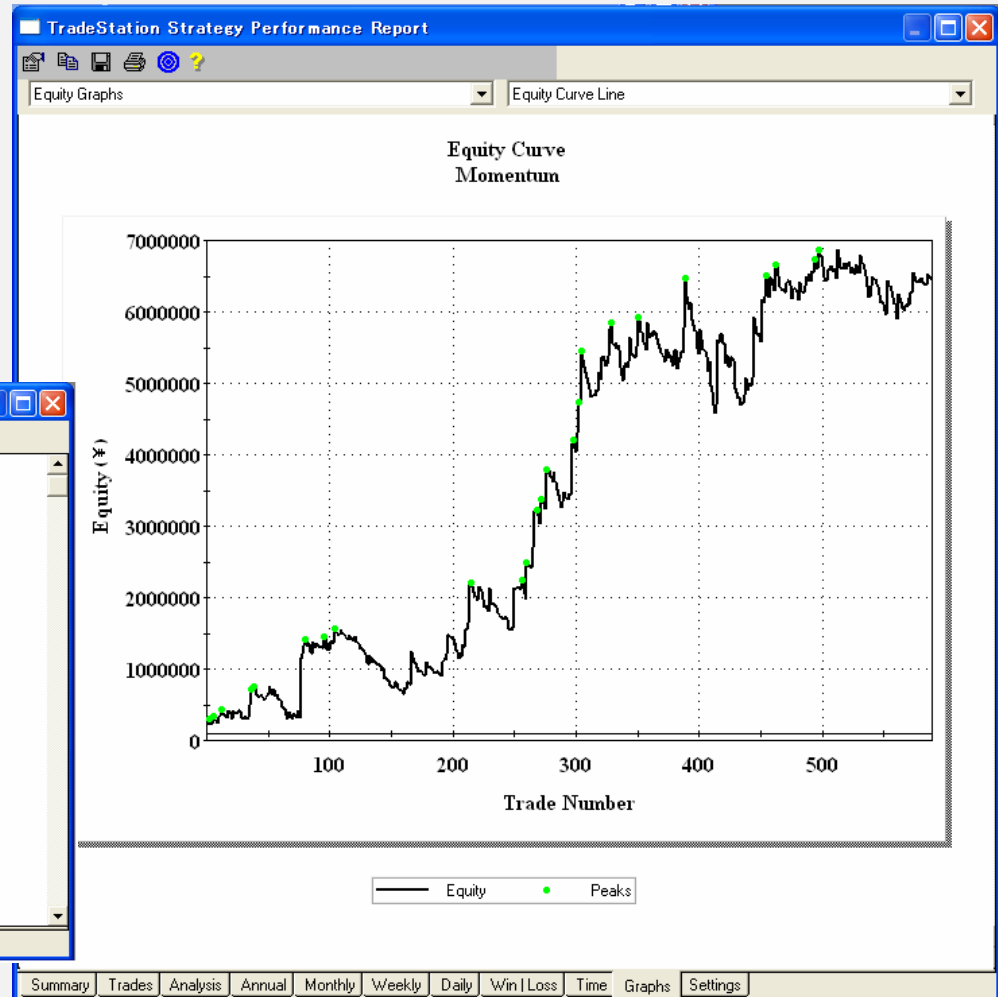 TradeStation Strategy Performance Report
?
Equity Graphs
Equity Curve Line
Equity Curve
Momentum
7000000
6000000
5000000
4000000
3000000
2000000
1000000
0
Equity (¥)
100
200
300
400
500
Trade Number
Equity
Peaks
Summary Trades Analysis Annual Monthly Weekly Daily Win | Loss Time Graphs Settings